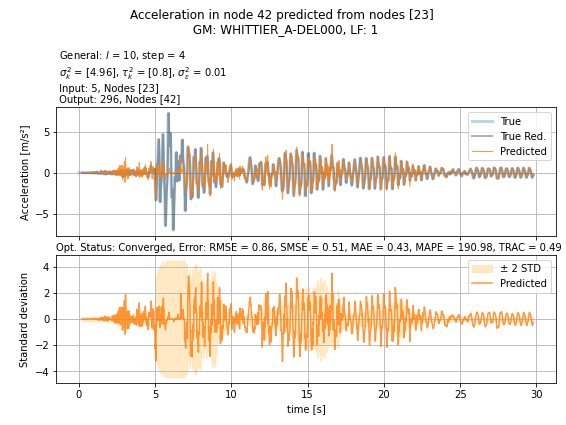 Acceleration in node 42 predicted from nodes [23]
GM: WHITTIER_A-DEL000, LF: 1
General: l = 10, step = 4
σ²ₖ = [4.96], τ²ₖ = [0.8], σ²ε = 0.01
Input: 5, Nodes [23]
Output: 296, Nodes [42]
Acceleration [m/s²]
5
0
−5
True
True Red.
Predicted
Opt. Status: Converged, Error: RMSE = 0.86, SMSE = 0.51, MAE = 0.43, MAPE = 190.98, TRAC = 0.49
Standard deviation
4
2
0
−2
−4
± 2 STD
Predicted
0 5 10 15 20 25 30
time [s]